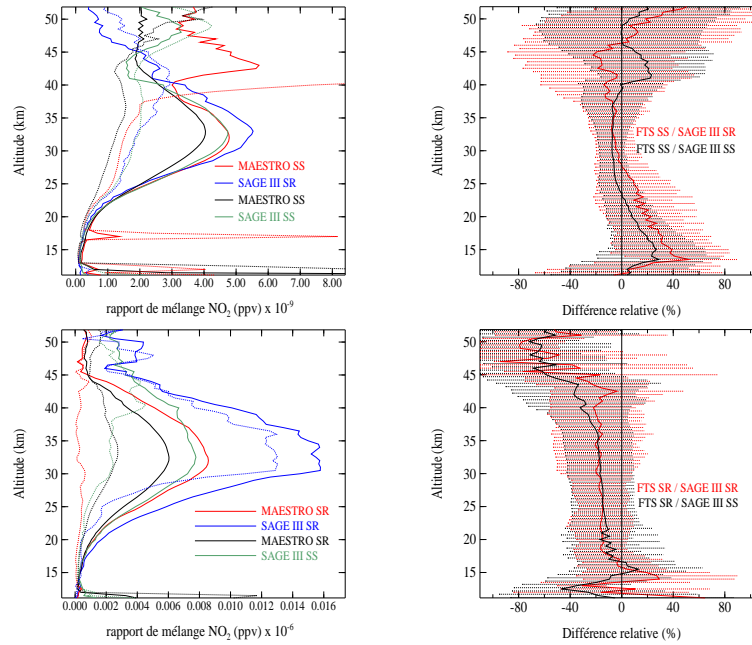 50
45
40
35
30
25
20
15
Altitude (km)
MAESTRO SS
SAGE III SR
MAESTRO SS
SAGE III SS
0.00 1.00 2.00 3.00 4.00 5.00 6.00 7.00 8.00
rapport de mélange NO2 (ppv) x 10-9
50
45
40
35
30
25
20
15
Altitude (km)
FTS SS / SAGE III SR
FTS SS / SAGE III SS
-80 -40 0 40 80
Différence relative (%)
50
45
40
35
30
25
20
15
Altitude (km)
MAESTRO SR
SAGE III SR
MAESTRO SR
SAGE III SS
0.000 0.002 0.004 0.006 0.008 0.010 0.012 0.014 0.016
rapport de mélange NO2 (ppv) x 10-6
50
45
40
35
30
25
20
15
Altitude (km)
FTS SR / SAGE III SR
FTS SR / SAGE III SS
-80 -40 0 40 80
Différence relative (%)